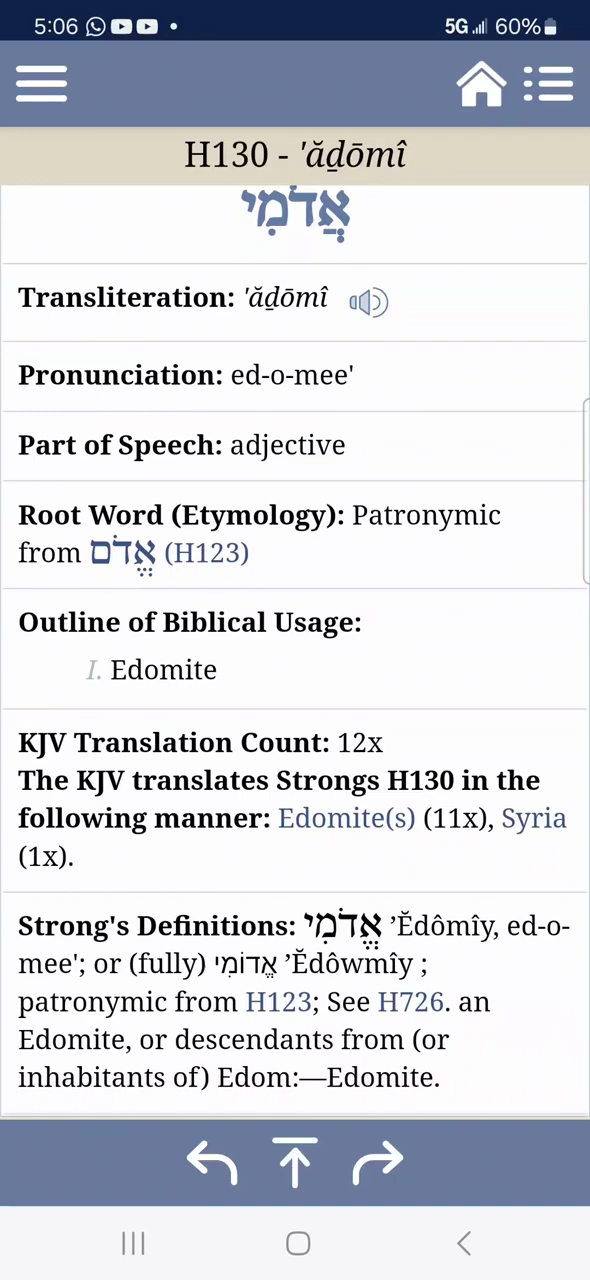 5:06 5G 60%
H130 - 'ăḏōmî
אֲדֹמִי
Transliteration: 'ăḏōmî
Pronunciation: ed-o-mee'
Part of Speech: adjective
Root Word (Etymology): Patronymic
from אֱדֹם (H123)
Outline of Biblical Usage:
I. Edomite
KJV Translation Count: 12x
The KJV translates Strongs H130 in the
following manner: Edomite(s) (11x), Syria
(1x).
Strong's Definitions: אֱדֹמִי ʼĔdômîy, ed-o-
mee'; or (fully) אֱדוֹמִי ʼĔdôwmîy ;
patronymic from H123; See H726. an
Edomite, or descendants from (or
inhabitants of) Edom:—Edomite.